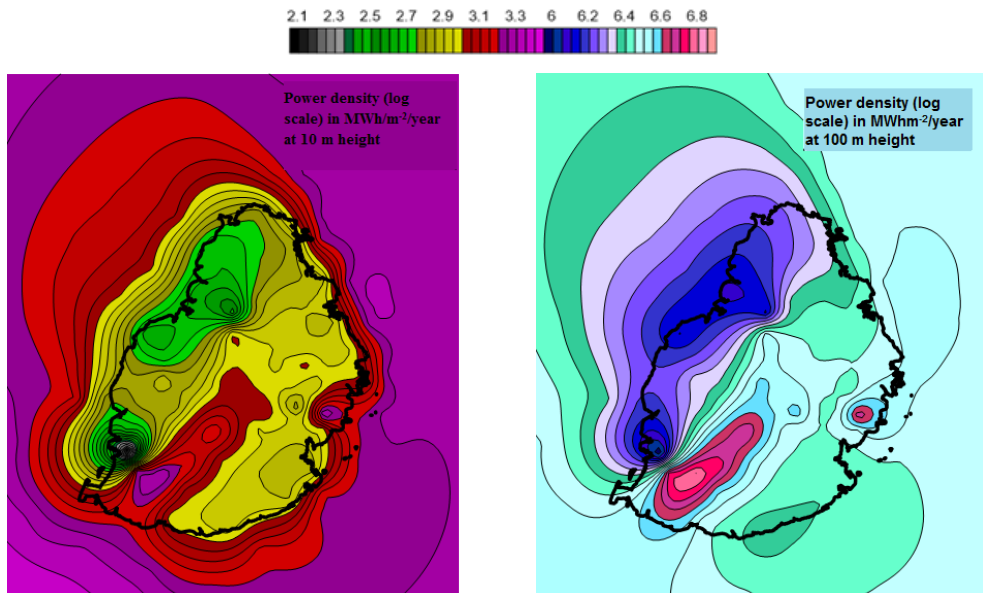 2.1 2.3 2.5 2.7 2.9 3.1 3.3 6 6.2 6.4 6.6 6.8
Power density (log
scale) in MWh/m⁻²/year
at 10 m height
Power density (log
scale) in MWhm⁻²/year
at 100 m height